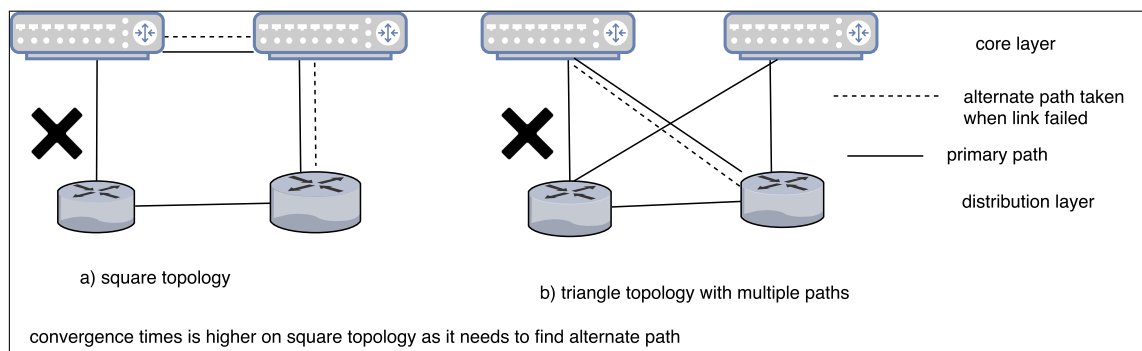 core layer
alternate path taken
when link failed
primary path
distribution layer
a) square topology
b) triangle topology with multiple paths
convergence times is higher on square topology as it needs to find alternate path